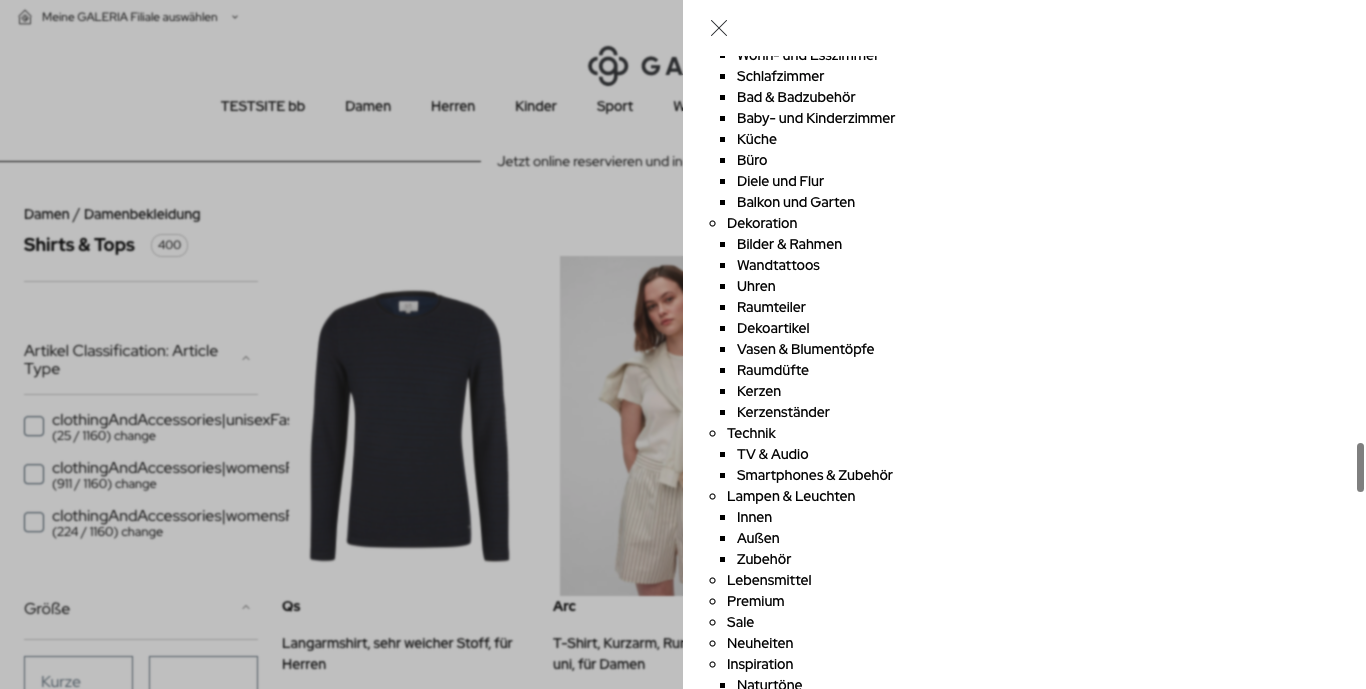 Meine GALERIA Filiale auswählen
GA
TESTSITE bb Damen Herren Kinder Sport W
Jetzt online reservieren und in
Damen / Damenbekleidung
Shirts & Tops 400
Artikel Classification: Article
Type
clothingAndAccessories|unisexFas
(25 / 1160) change
clothingAndAccessories|womensF
(911 / 1160) change
clothingAndAccessories|womensF
(224 / 1160) change
Größe
Kurze
Qs
Langarmshirt, sehr weicher Stoff, für
Herren
Arc
T-Shirt, Kurzarm, Run
uni, für Damen
Wohn- und Esszimmer
Schlafzimmer
Bad & Badzubehör
Baby- und Kinderzimmer
Küche
Büro
Diele und Flur
Balkon und Garten
Dekoration
Bilder & Rahmen
Wandtattoos
Uhren
Raumteiler
Dekoartikel
Vasen & Blumentöpfe
Raumdüfte
Kerzen
Kerzenständer
Technik
TV & Audio
Smartphones & Zubehör
Lampen & Leuchten
Innen
Außen
Zubehör
Lebensmittel
Premium
Sale
Neuheiten
Inspiration
Naturtöne